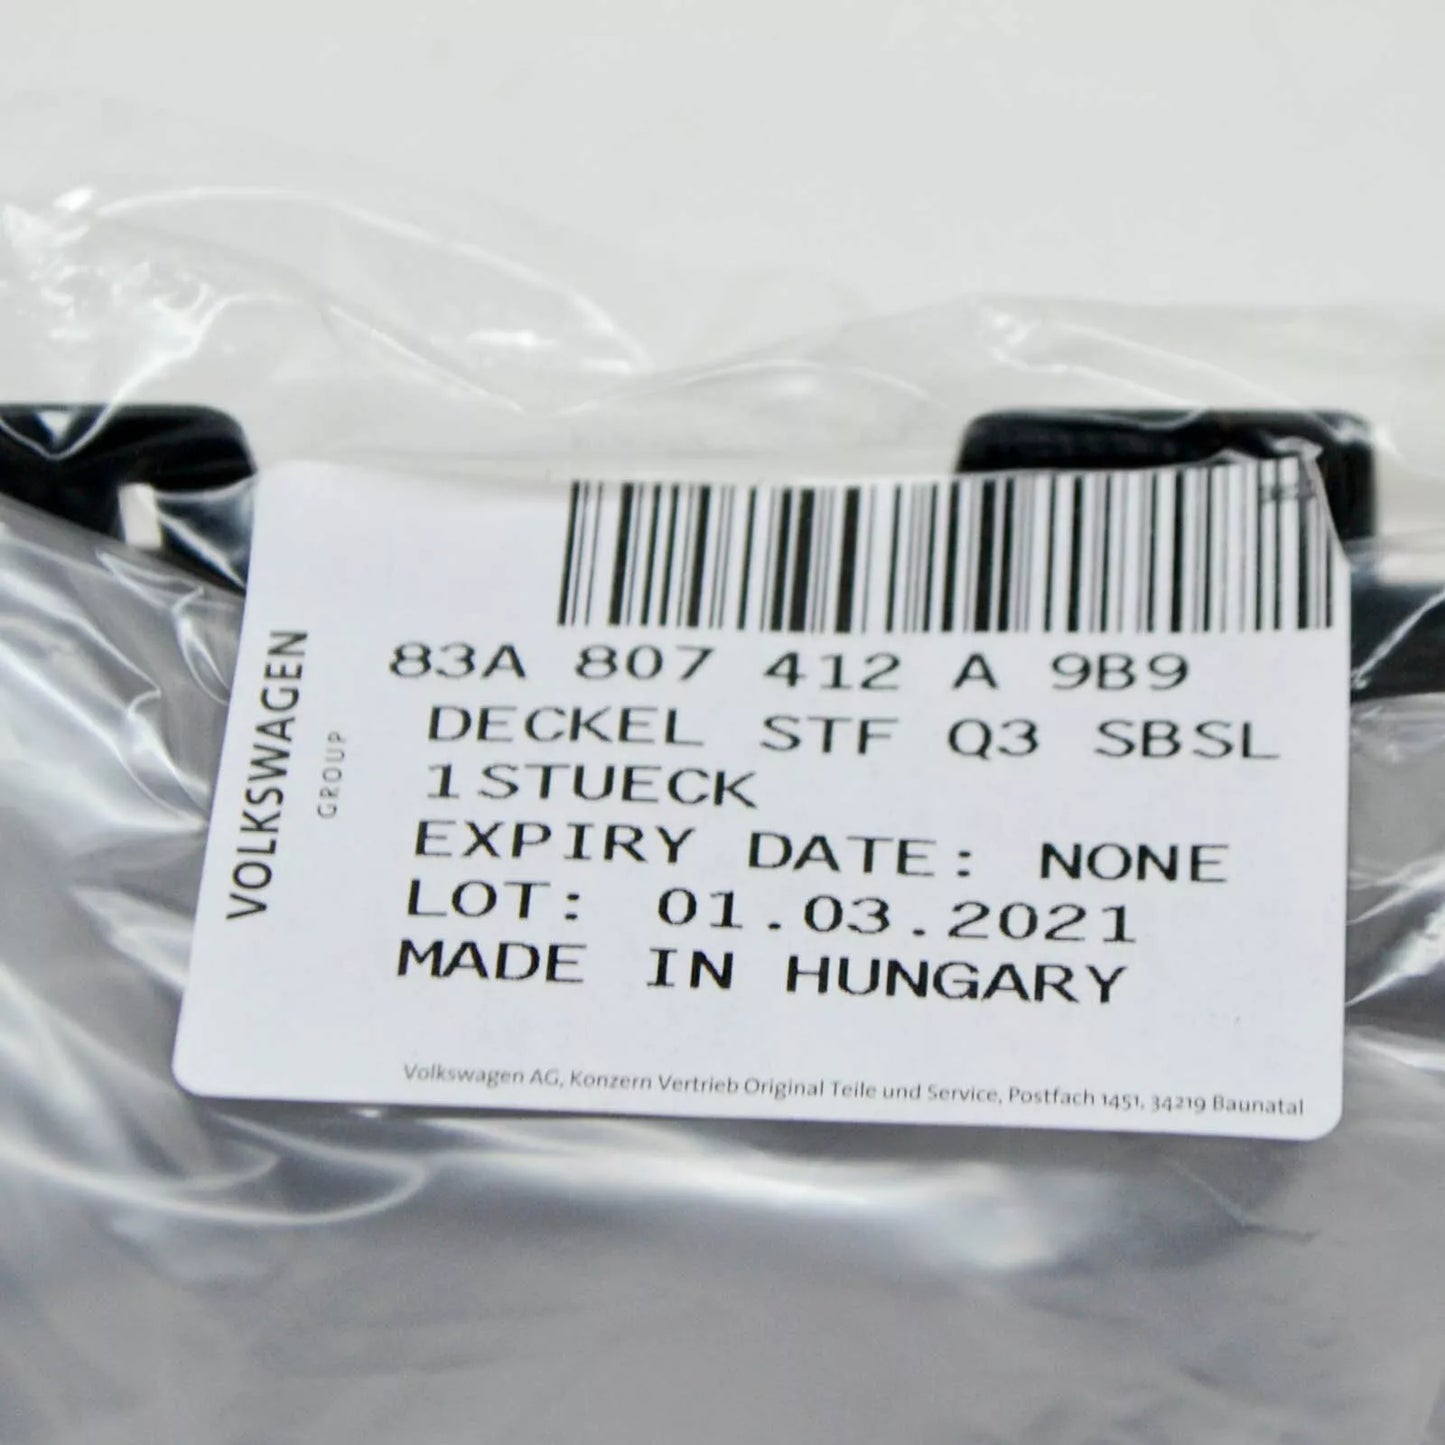 83A 807 412 A 9B9
DECKEL STF Q3 SBSL
1STUECK
EXPIRY DATE: NONE
LOT: 01.03.2021
MADE IN HUNGARY
VOLKSWAGEN
GROUP
Volkswagen AG, Konzern Vertrieb Original Teile und Service, Postfach 1451, 34219 Baunatal